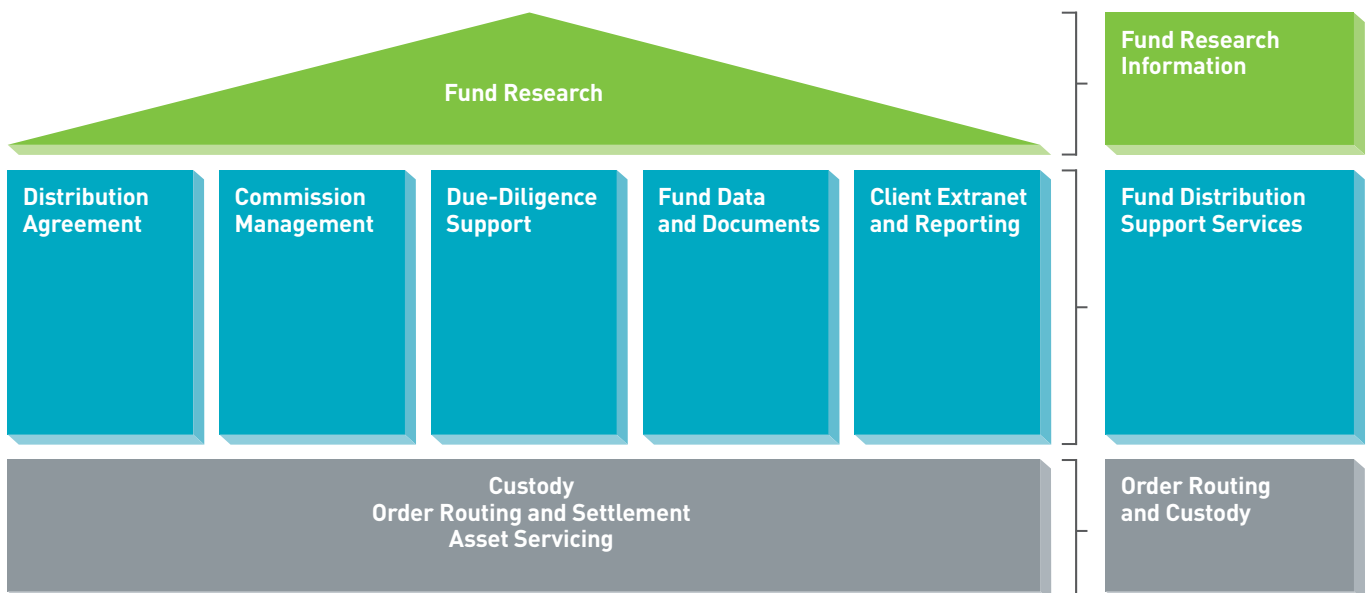 Fund Research
Fund Research
Information
Distribution
Agreement
Commission
Management
Due-Diligence
Support
Fund Data
and Documents
Client Extranet
and Reporting
Fund Distribution
Support Services
Custody
Order Routing and Settlement
Asset Servicing
Order Routing
and Custody